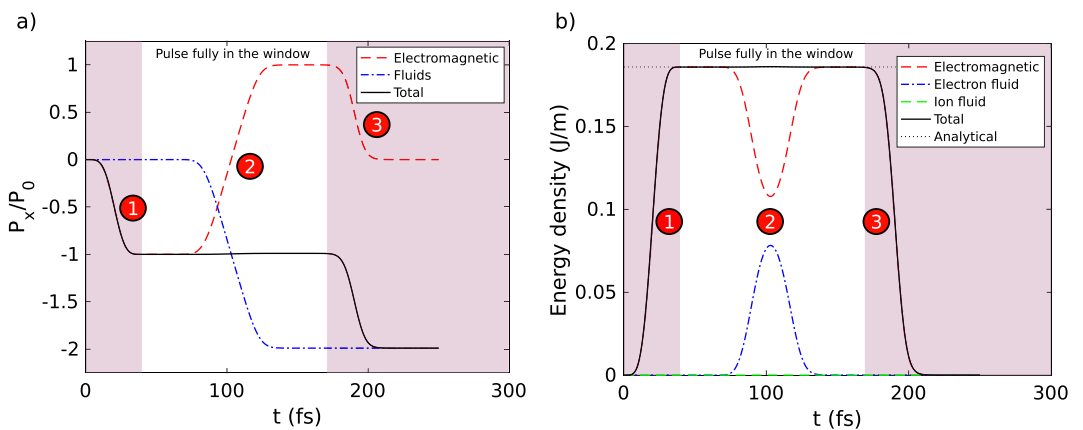 a)
Pulse fully in the window
Electromagnetic
Fluids
Total
1
0.5
0
-0.5
-1
-1.5
-2
Px/P0
1
2
3
0
100
200
300
t (fs)
b)
Pulse fully in the window
Electromagnetic
Electron fluid
Ion fluid
Total
Analytical
0.2
0.15
0.1
0.05
0
Energy density (J/m)
1
2
3
0
100
200
300
t (fs)